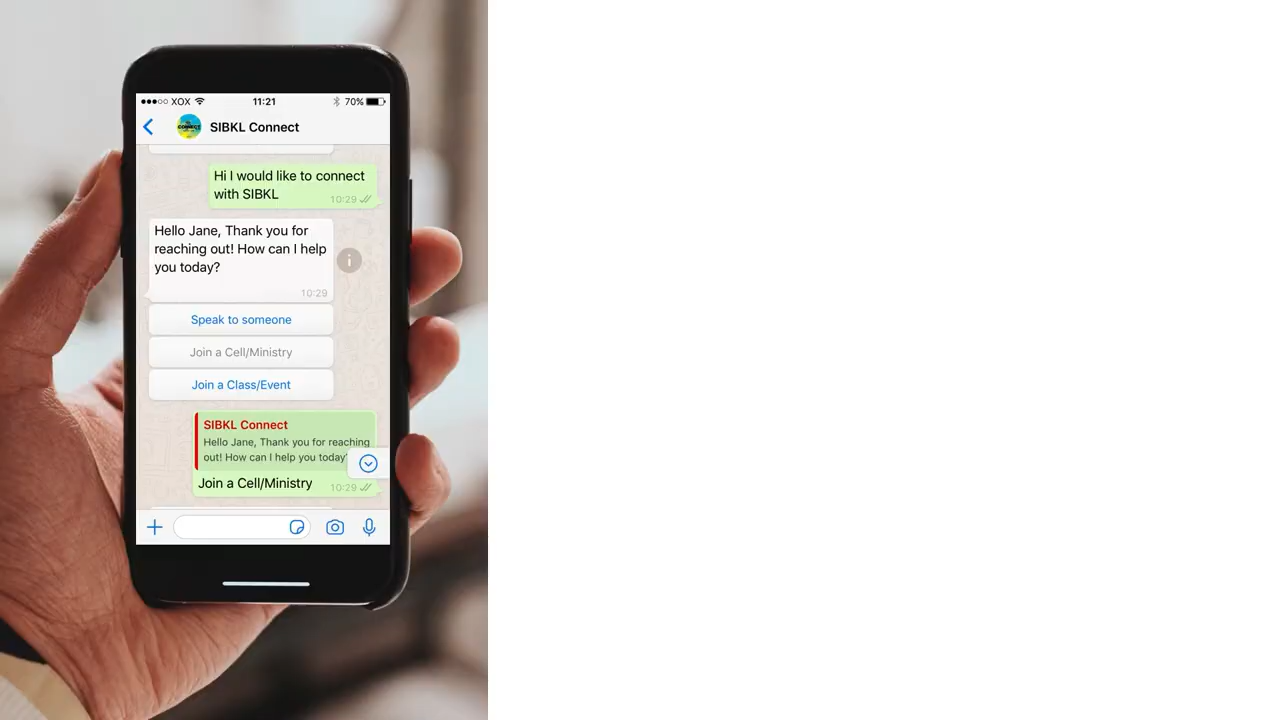 XOX
11:21
70%
SIBKL Connect
Hi I would like to connect
with SIBKL
10:29
Hello Jane, Thank you for
reaching out! How can I help
you today?
10:29
Speak to someone
Join a Cell/Ministry
Join a Class/Event
SIBKL Connect
Hello Jane, Thank you for reaching
out! How can I help you today
Join a Cell/Ministry
10:29